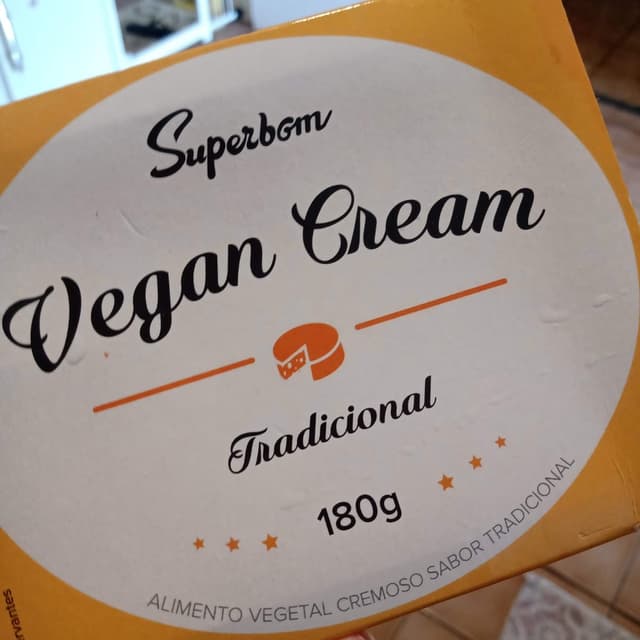 Superbom
Vegan Cream
Tradicional
180g
ALIMENTO VEGETAL CREMOSO SABOR TRADICIONAL